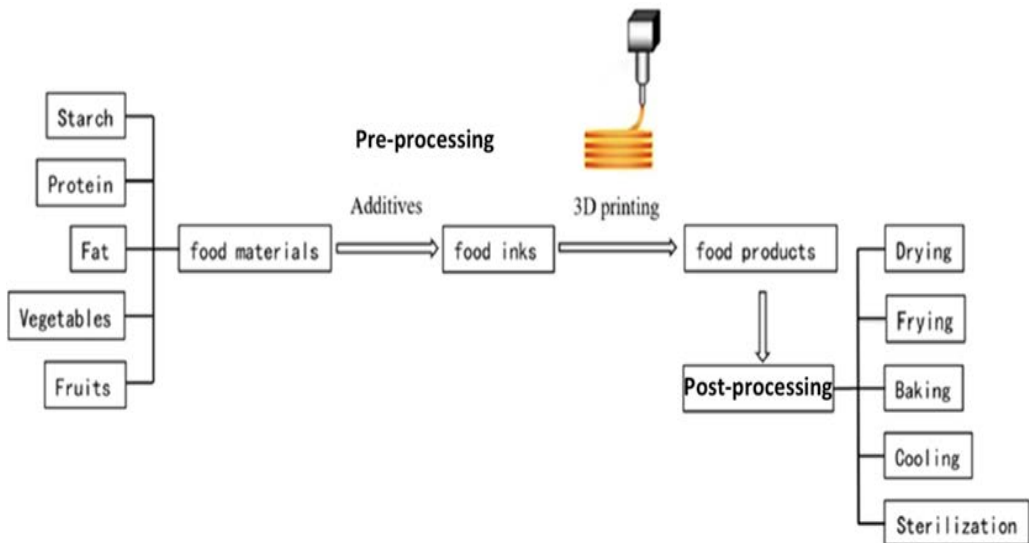 Starch
Protein
Fat
Vegetables
Fruits
food materials
Pre-processing
Additives
food inks
3D printing
food products
Post-processing
Drying
Frying
Baking
Cooling
Sterilization